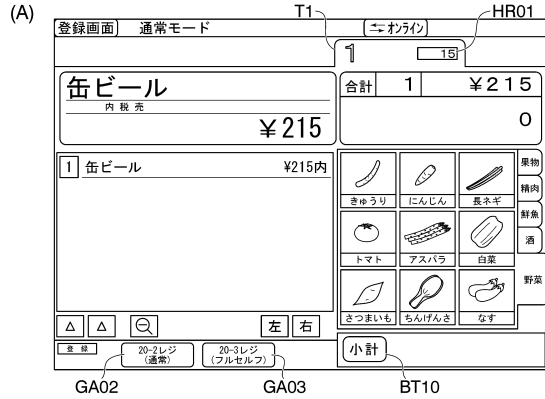 (A)
T1
HR01
登録画面 通常モード
オンライン
1 15
缶ビール
内税売
¥215
合計 1 ¥215
0
1 缶ビール ¥215内
きゅうり にんじん 長ネギ
トマト アスパラ 白菜
さつまいも ちんげんさ なす
果物
精肉
鮮魚
酒
野菜
左 右
登録
20-2レジ
(通常)
20-3レジ
(フルセルフ)
小計
GA02 GA03 BT10